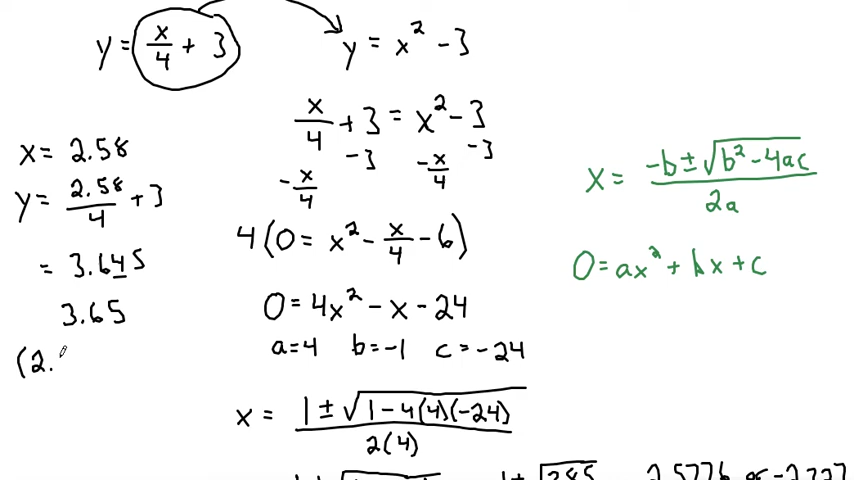 y = x/4 + 3
y = x² - 3
x/4 + 3 = x² - 3
-3 -x/4 -3
-x/4
4(0 = x² - x/4 - 6)
0 = 4x² - x - 24
a=4 b=-1 c=-24
x = 1 ± √1 - 4(4)(-24) / 2(4)
x = 2.58
y = 2.58/4 + 3
= 3.645
3.65
(2.
x = -b ± √b² - 4ac / 2a
0 = ax² + bx + c